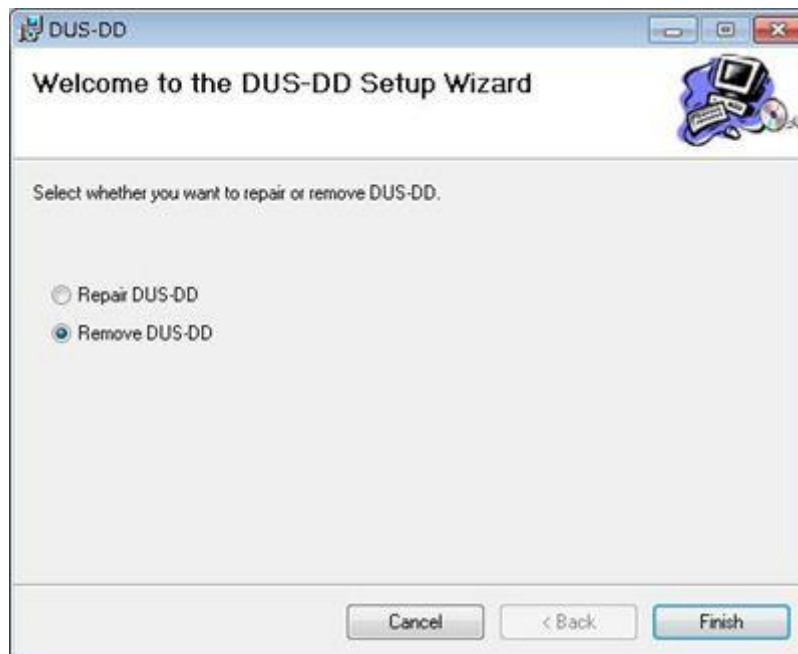 DUS-DD
Welcome to the DUS-DD Setup Wizard
Select whether you want to repair or remove DUS-DD.
Repair DUS-DD
Remove DUS-DD
Cancel
< Back
Finish